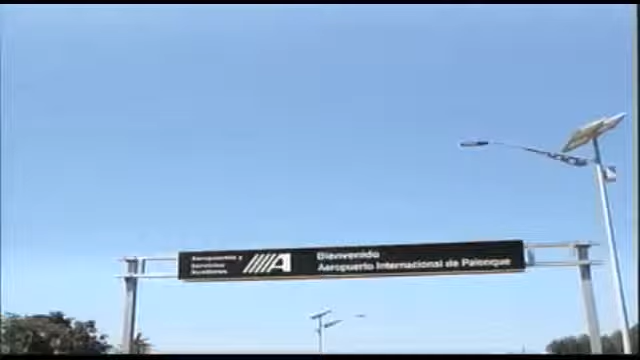 Aeropuertos y
Servicios
Auxiliares
Bienvenido
Aeropuerto Internacional de Palenque